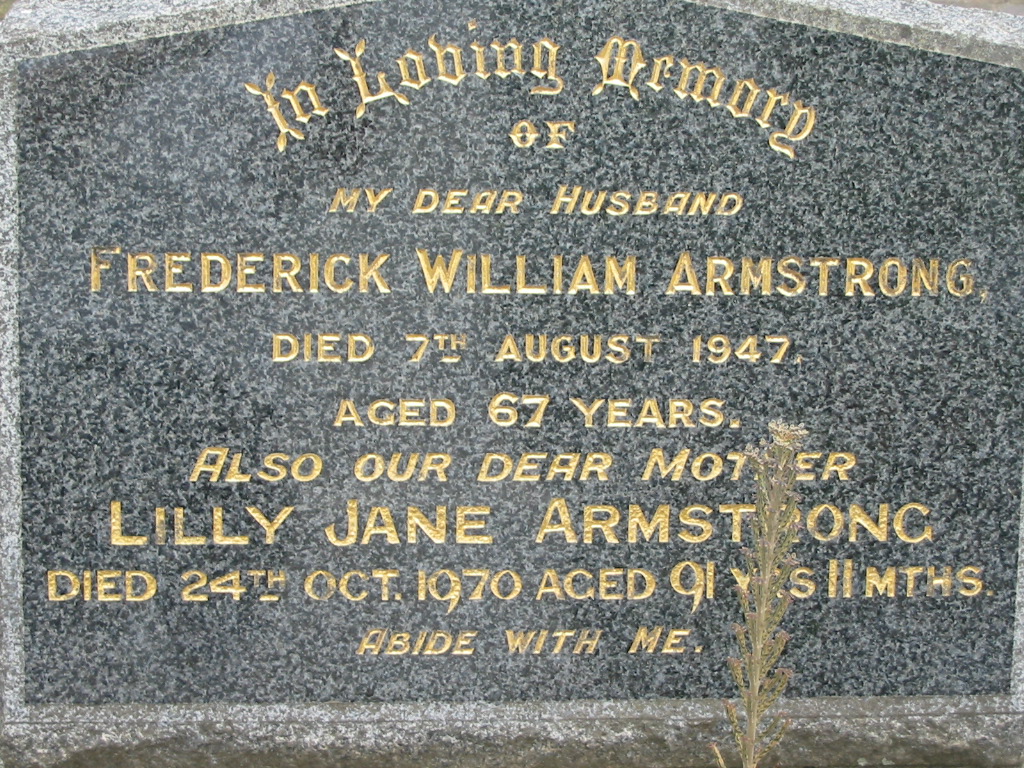 In Loving Memory
OF
MY DEAR HUSBAND
FREDERICK WILLIAM ARMSTRONG,
DIED 7TH AUGUST 1947,
AGED 67 YEARS.
ALSO OUR DEAR MOTHER
LILLY JANE ARMSTRONG
DIED 24TH OCT. 1970 AGED 91 YRS 11 MTHS.
ABIDE WITH ME.